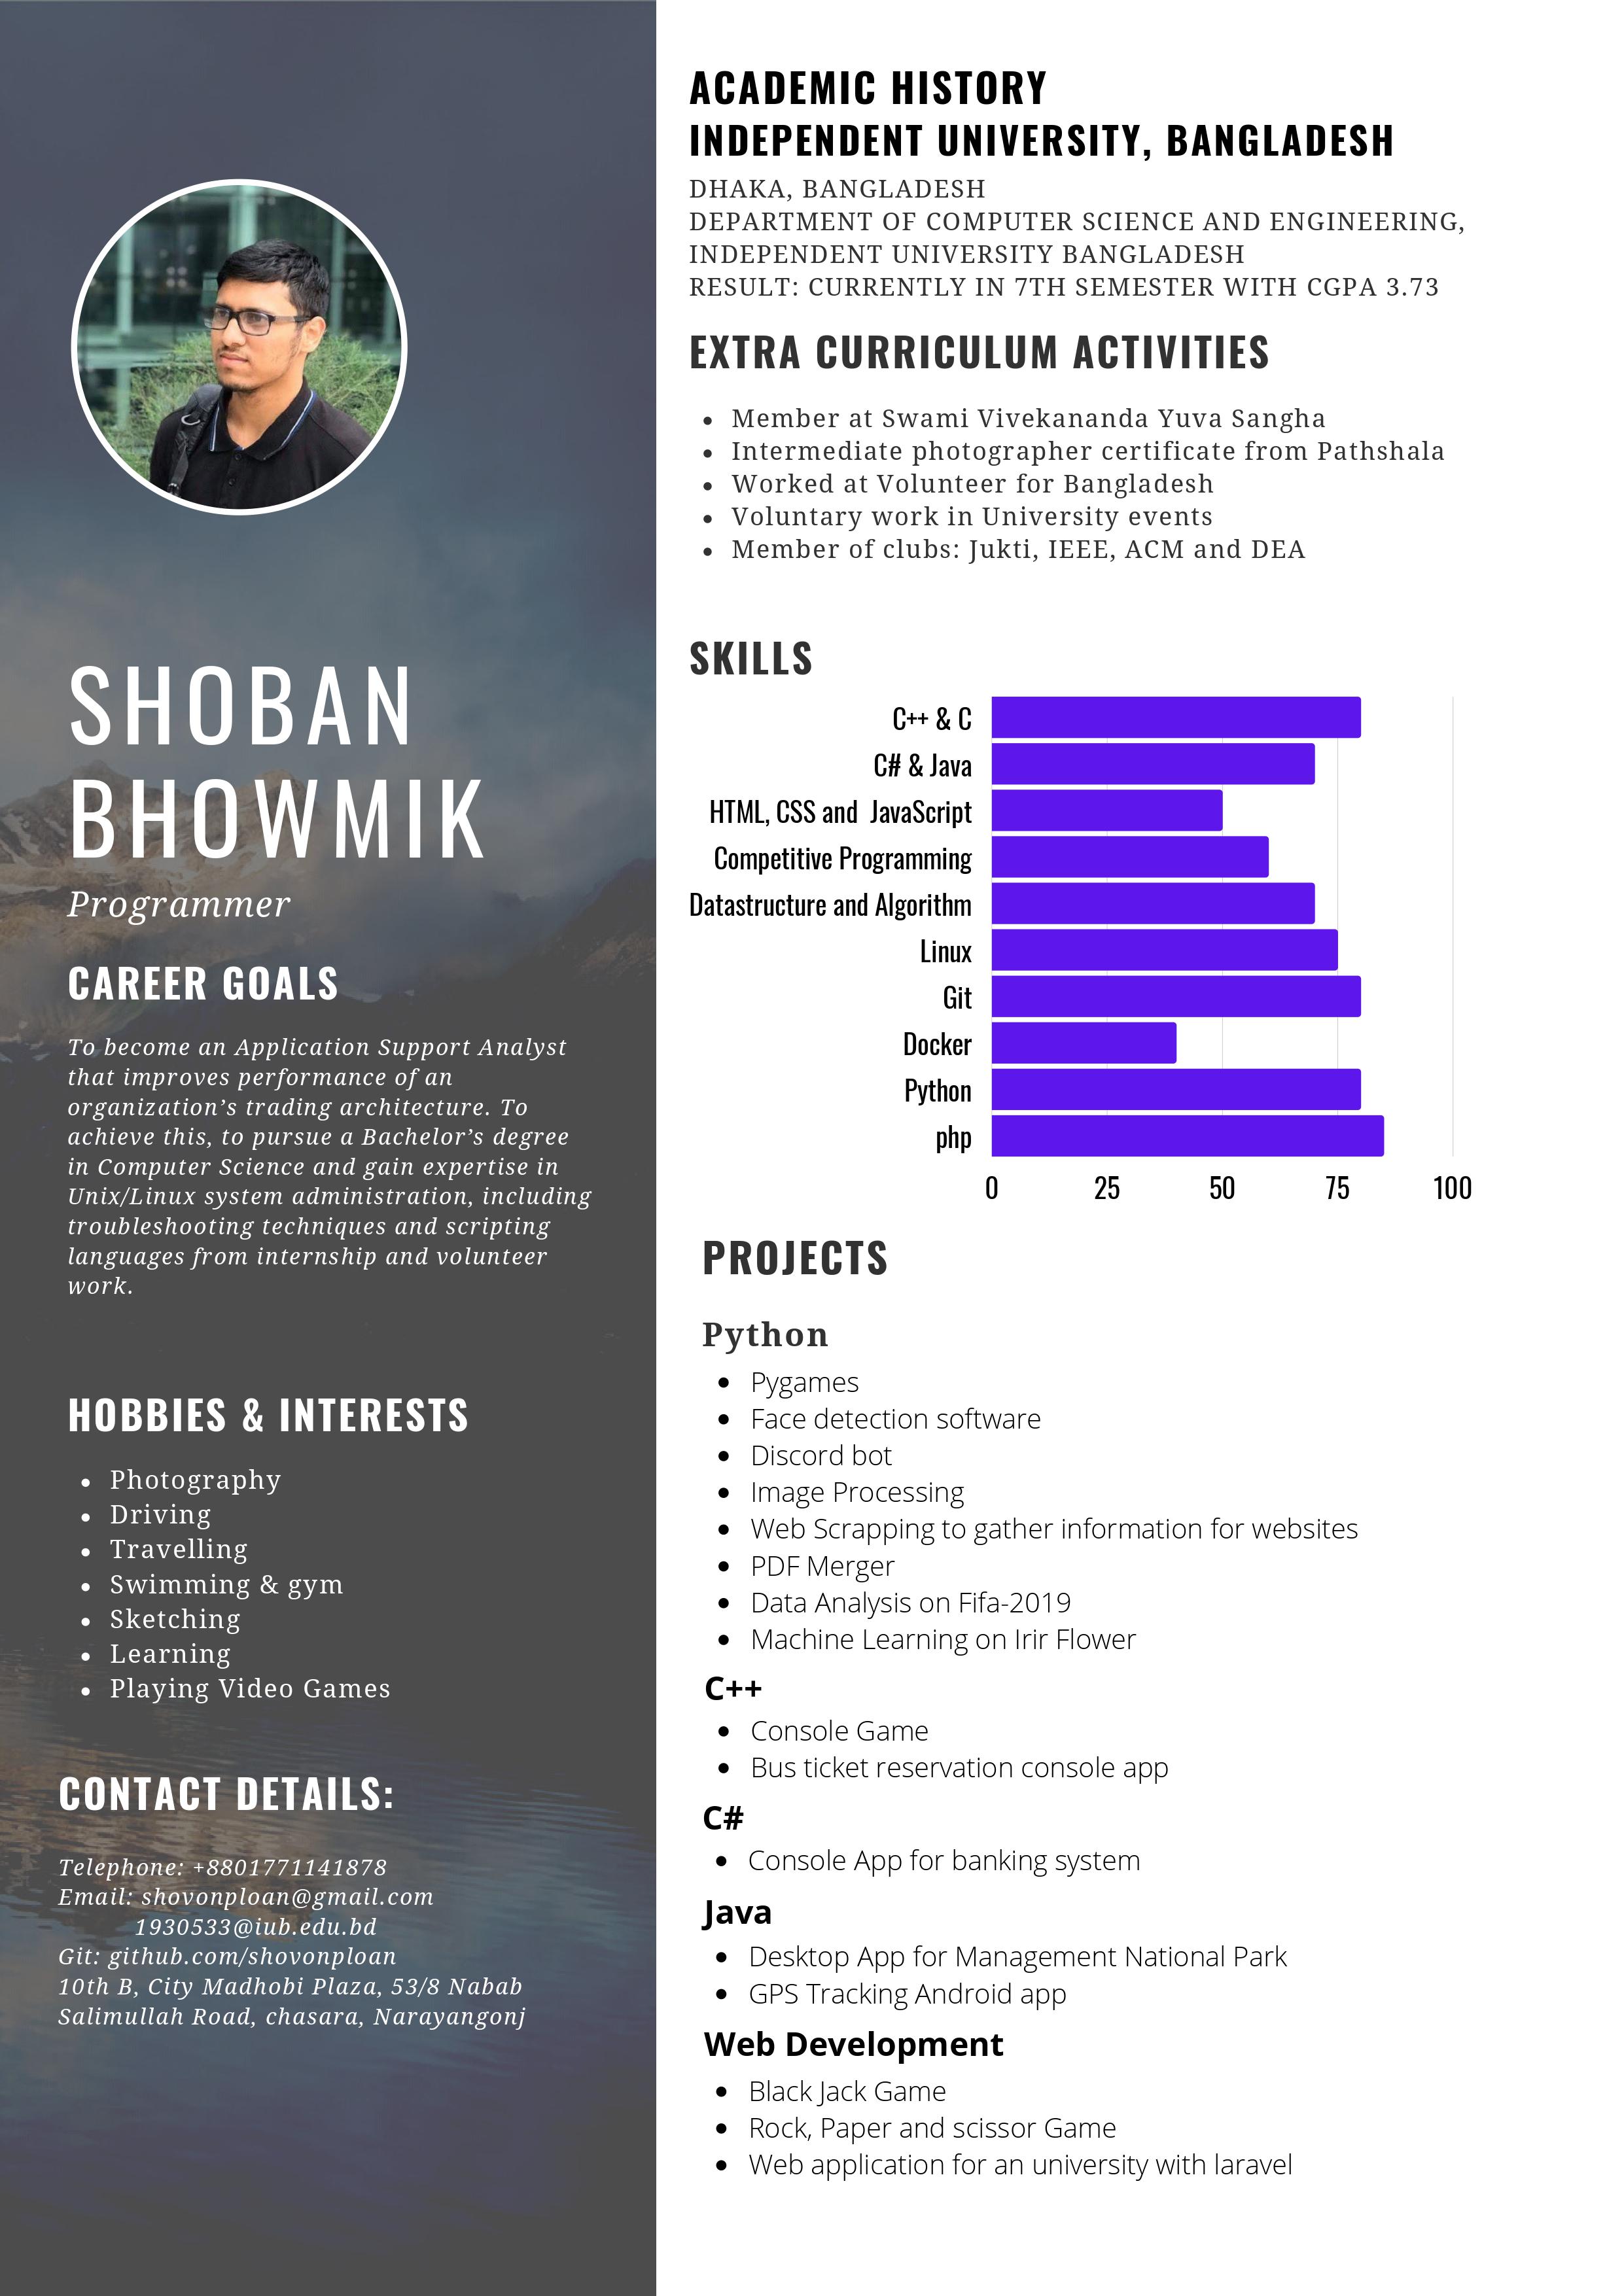 SHOBAN
BHOWMIK
Programmer
CAREER GOALS
To become an Application Support Analyst
that improves performance of an
organization’s trading architecture. To
achieve this, to pursue a Bachelor’s degree
in Computer Science and gain expertise in
Unix/Linux system administration, including
troubleshooting techniques and scripting
languages from internship and volunteer
work.
HOBBIES & INTERESTS
• Photography
• Driving
• Travelling
• Swimming & gym
• Sketching
• Learning
• Playing Video Games
CONTACT DETAILS:
Telephone: +8801771141878
Email: shovonploan@gmail.com
1930533@iub.edu.bd
Git: github.com/shovonploan
10th B, City Madhobi Plaza, 53/8 Nabab
Salimullah Road, chasara, Narayangonj
ACADEMIC HISTORY
INDEPENDENT UNIVERSITY, BANGLADESH
DHAKA, BANGLADESH
DEPARTMENT OF COMPUTER SCIENCE AND ENGINEERING,
INDEPENDENT UNIVERSITY BANGLADESH
RESULT: CURRENTLY IN 7TH SEMESTER WITH CGPA 3.73
EXTRA CURRICULUM ACTIVITIES
• Member at Swami Vivekananda Yuva Sangha
• Intermediate photographer certificate from Pathshala
• Worked at Volunteer for Bangladesh
• Voluntary work in University events
• Member of clubs: Jukti, IEEE, ACM and DEA
SKILLS
C++ & C
C# & Java
HTML, CSS and JavaScript
Competitive Programming
Datastructure and Algorithm
Linux
Git
Docker
Python
php
0 25 50 75 100
PROJECTS
Python
• Pygames
• Face detection software
• Discord bot
• Image Processing
• Web Scrapping to gather information for websites
• PDF Merger
• Data Analysis on Fifa-2019
• Machine Learning on Irir Flower
C++
• Console Game
• Bus ticket reservation console app
C#
• Console App for banking system
Java
• Desktop App for Management National Park
• GPS Tracking Android app
Web Development
• Black Jack Game
• Rock, Paper and scissor Game
• Web application for an university with laravel